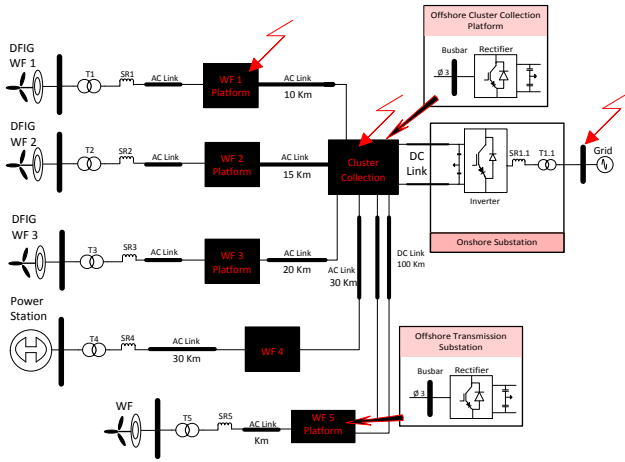 Offshore Cluster Collection
Platform
Busbar
Rectifier
Ø 3
DFIG
WF 1
T1
SR1
AC Link
WF 1
Platform
AC Link
10 Km
DFIG
WF 2
T2
SR2
AC Link
WF 2
Platform
AC Link
15 Km
Cluster
Collection
DC
Link
SR1.1
T1.1
Grid
Inverter
Onshore Substation
DFIG
WF 3
T3
SR3
AC Link
WF 3
Platform
AC Link
20 Km
AC Link
30 Km
DC Link
100 Km
Power
Station
T4
SR4
AC Link
30 Km
WF 4
Offshore Transmission
Substation
Busbar
Rectifier
Ø 3
WF
T5
SR5
AC Link
Km
WF 5
Platform